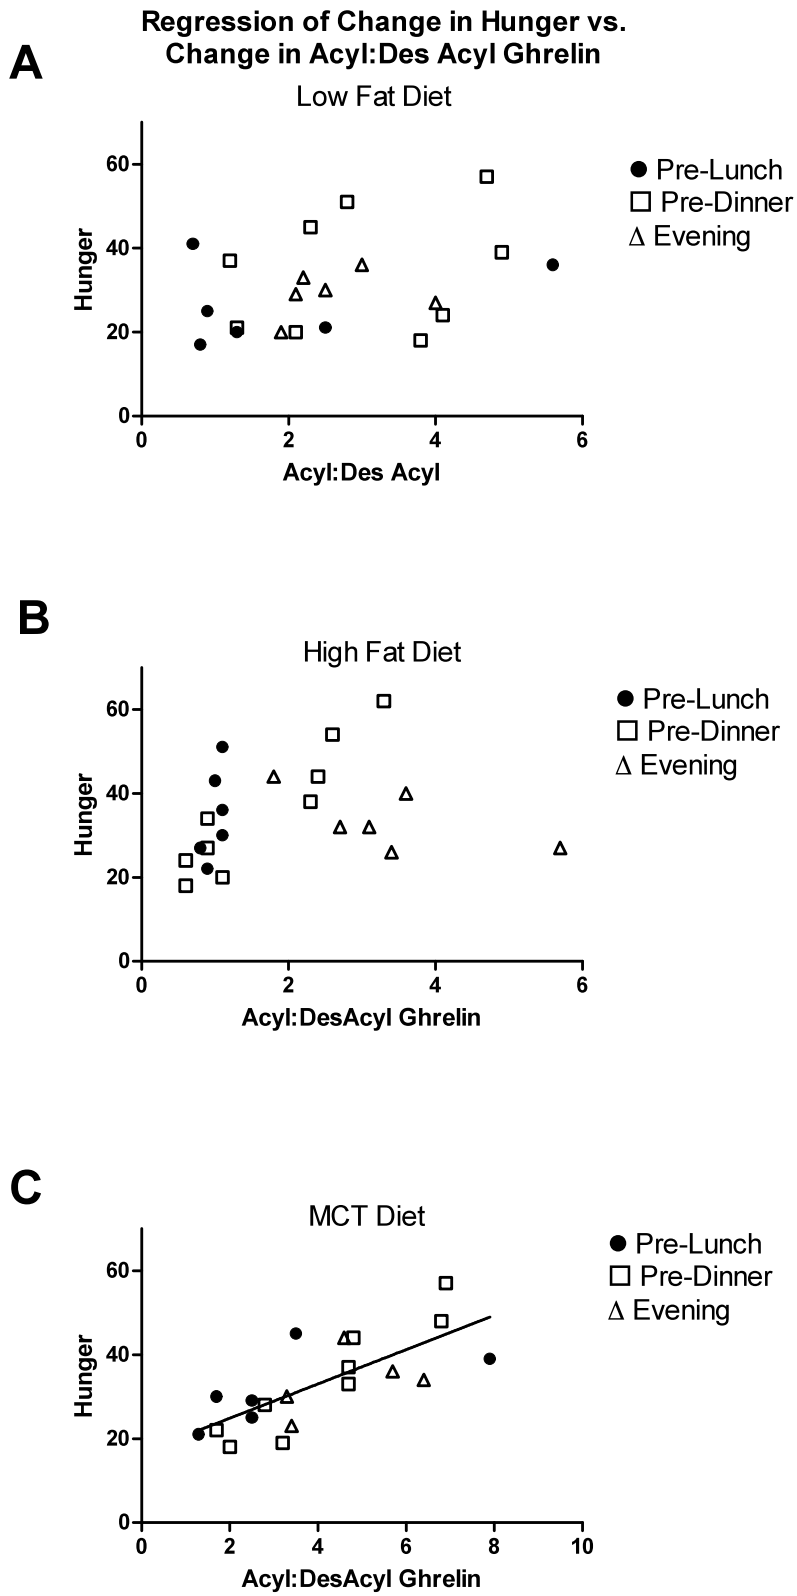 Regression of Change in Hunger vs.
Change in Acyl:Des Acyl Ghrelin
A
Low Fat Diet
60
40
20
0
Hunger
0 2 4 6
Acyl:Des Acyl
Pre-Lunch
Pre-Dinner
Evening
B
High Fat Diet
60
40
20
0
Hunger
0 2 4 6
Acyl:DesAcyl Ghrelin
Pre-Lunch
Pre-Dinner
Evening
C
MCT Diet
60
40
20
0
Hunger
0 2 4 6 8 10
Acyl:DesAcyl Ghrelin
Pre-Lunch
Pre-Dinner
Evening